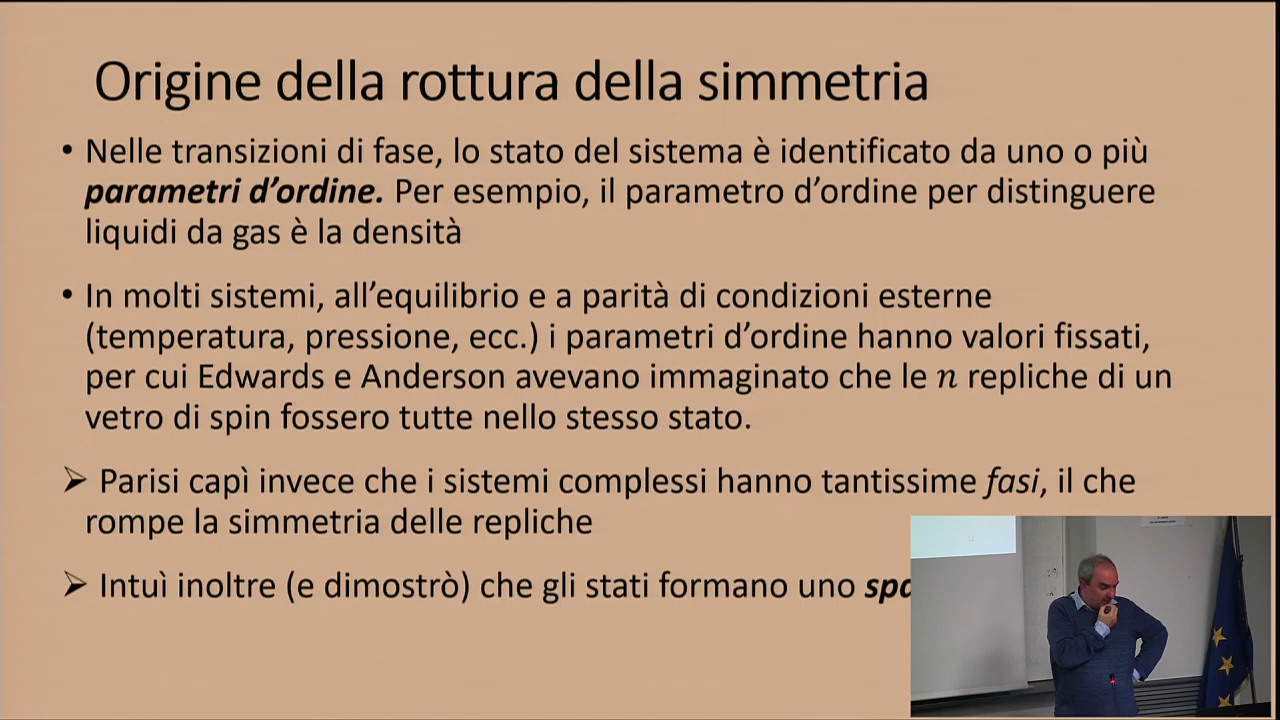 Origine della rottura della simmetria
• Nelle transizioni di fase, lo stato del sistema è identificato da uno o più
parametri d’ordine. Per esempio, il parametro d’ordine per distinguere
liquidi da gas è la densità
• In molti sistemi, all’equilibrio e a parità di condizioni esterne
(temperatura, pressione, ecc.) i parametri d’ordine hanno valori fissati,
per cui Edwards e Anderson avevano immaginato che le n repliche di un
vetro di spin fossero tutte nello stesso stato.
➢ Parisi capì invece che i sistemi complessi hanno tantissime fasi, il che
rompe la simmetria delle repliche
➢ Intuì inoltre (e dimostrò) che gli stati formano uno